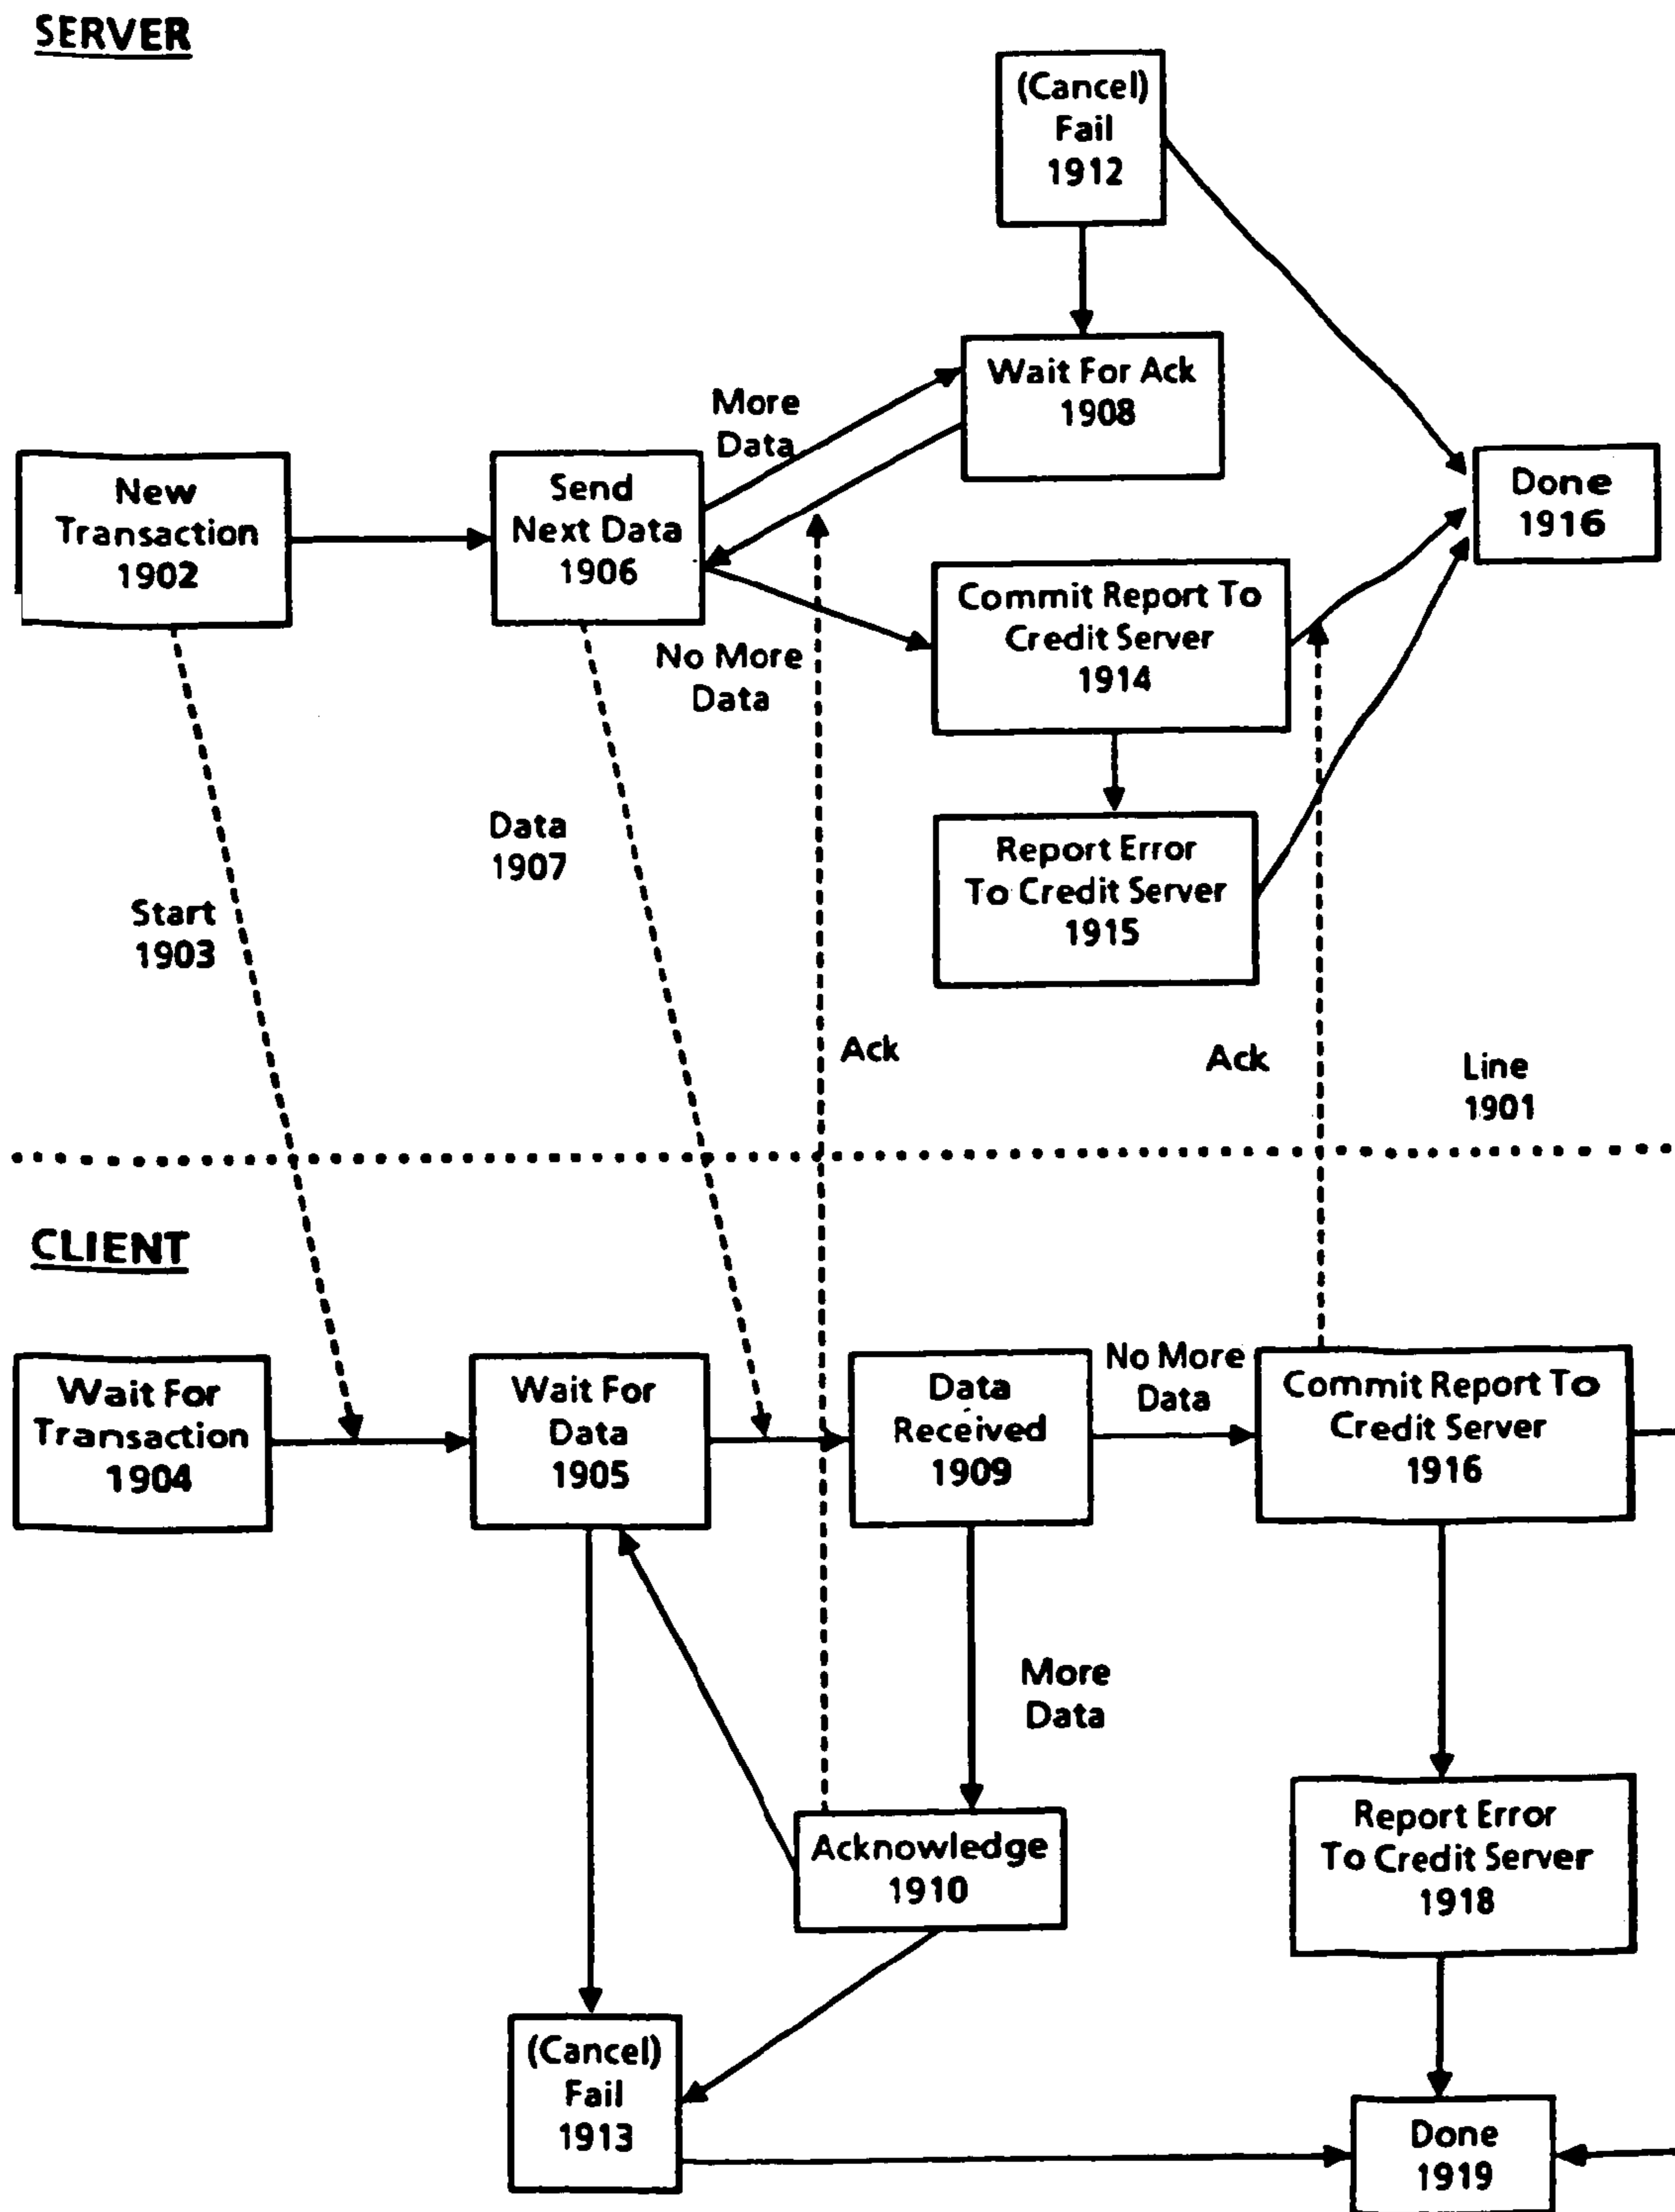 SERVER
(Cancel)
Fail
1912
Wait For Ack
1908
More
Data
New
Transaction
1902
Send
Next Data
1906
Done
1916
Commit Report To
Credit Server
1914
No More
Data
Report Error
To Credit Server
1915
Data
1907
Start
1903
Ack
Ack
Line
1901
CLIENT
Wait For
Transaction
1904
Wait For
Data
1905
Data
Received
1909
No More
Data
Commit Report To
Credit Server
1916
More
Data
Acknowledge
1910
Report Error
To Credit Server
1918
(Cancel)
Fail
1913
Done
1919